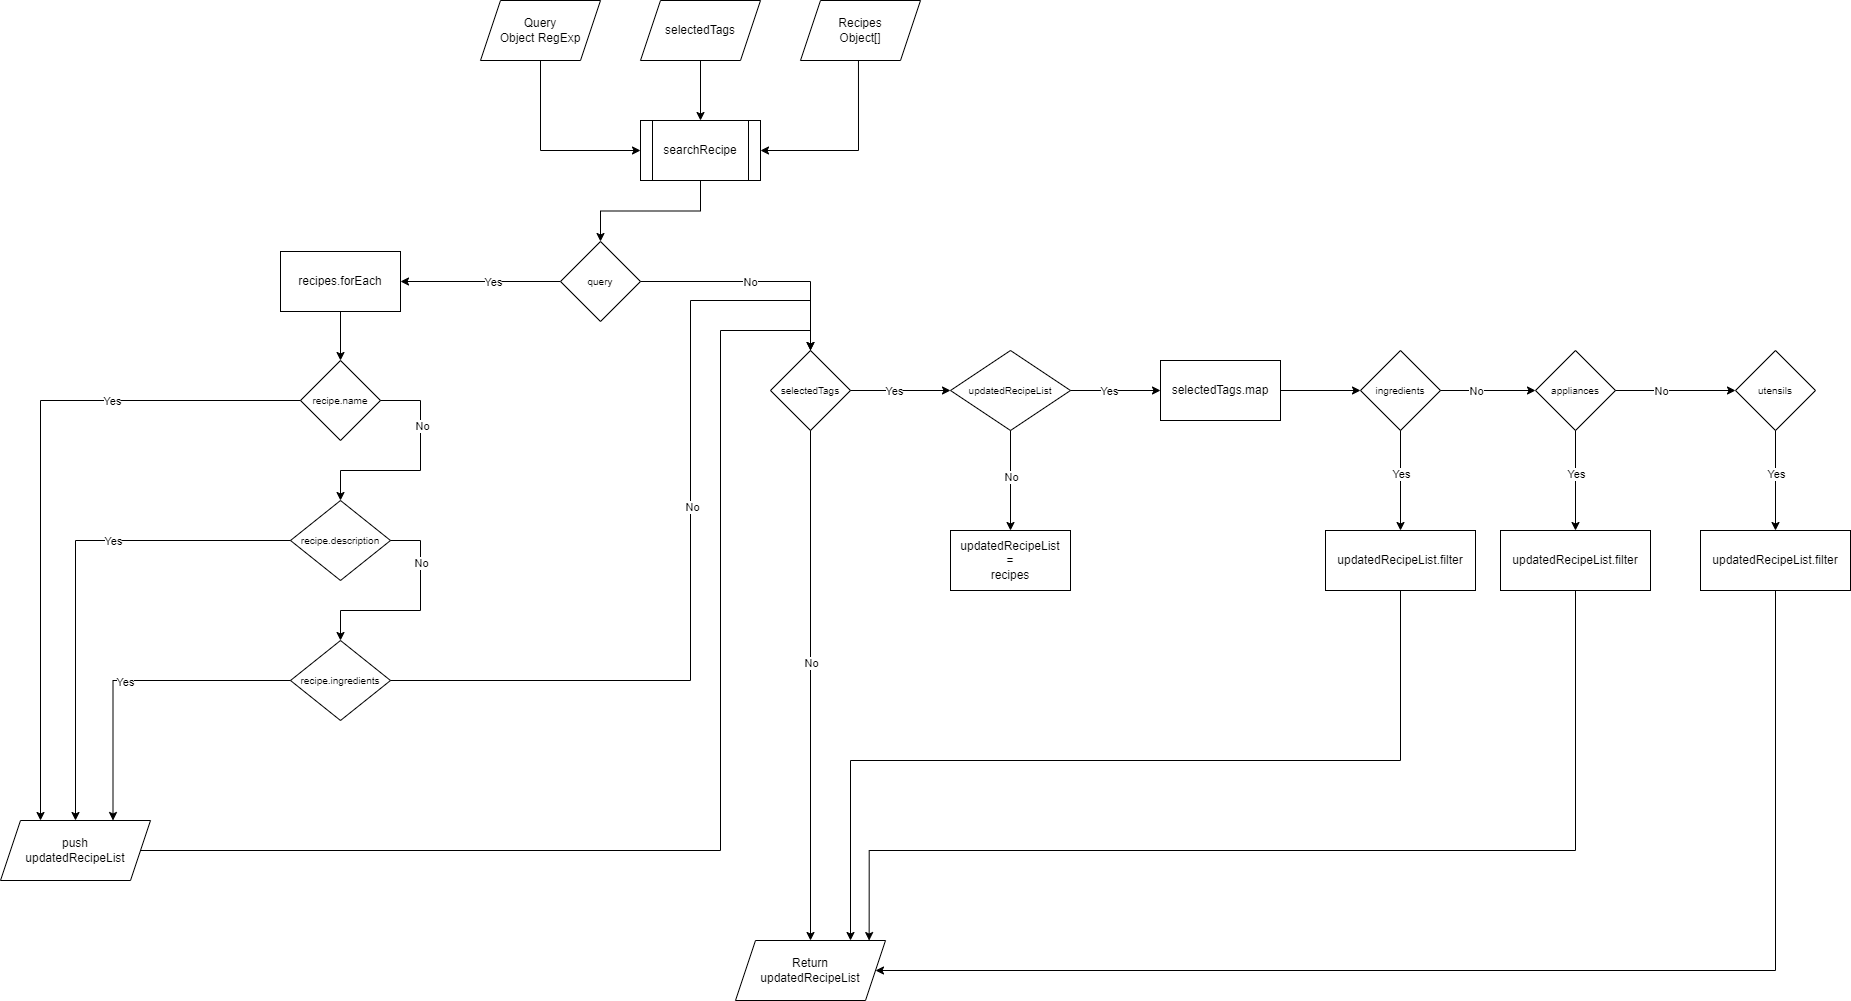 Query
Object RegExp
selectedTags
Recipes
Object[]
searchRecipe
recipes.forEach
Yes
query
No
Yes
recipe.name
No
selectedTags
Yes
updatedRecipeList
Yes
selectedTags.map
ingredients
No
appliances
No
utensils
No
Yes
Yes
Yes
Yes
recipe.description
No
No
updatedRecipeList
=
recipes
updatedRecipeList.filter
updatedRecipeList.filter
updatedRecipeList.filter
Yes
recipe.ingredients
No
push
updatedRecipeList
Return
updatedRecipeList